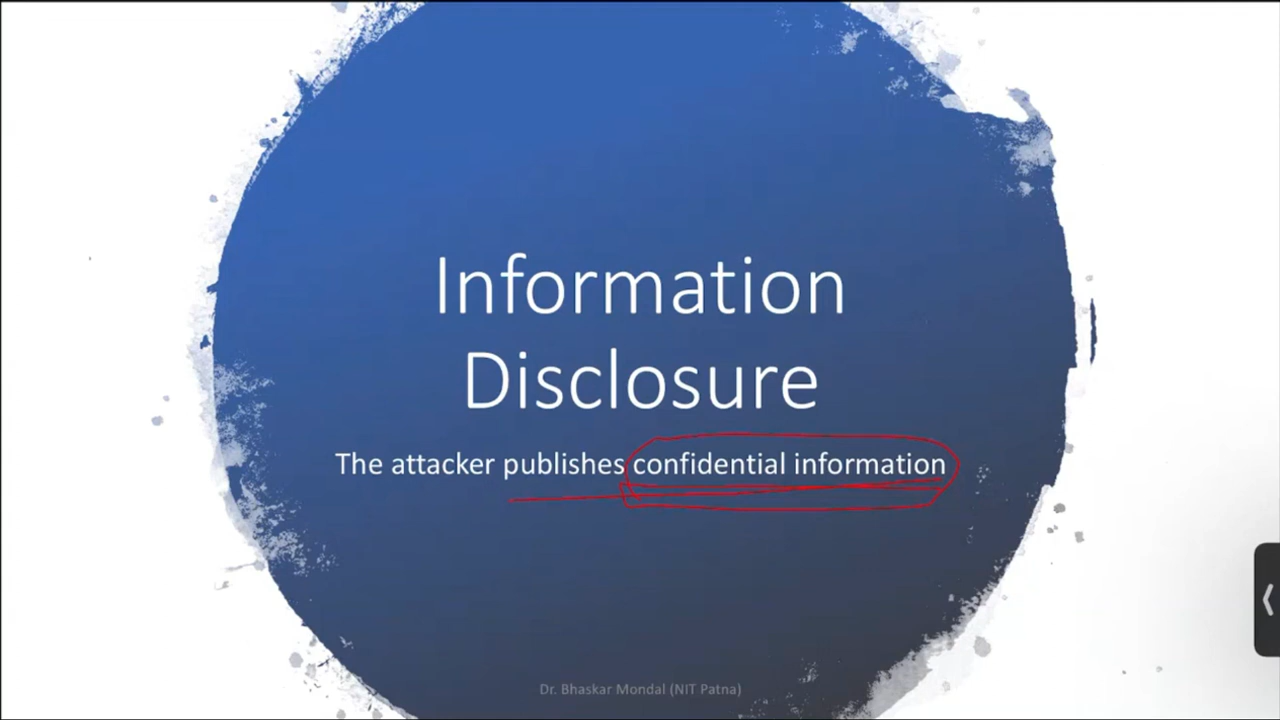 Information
Disclosure
The attacker publishes confidential information
Dr. Bhaskar Mondal (NIT Patna)